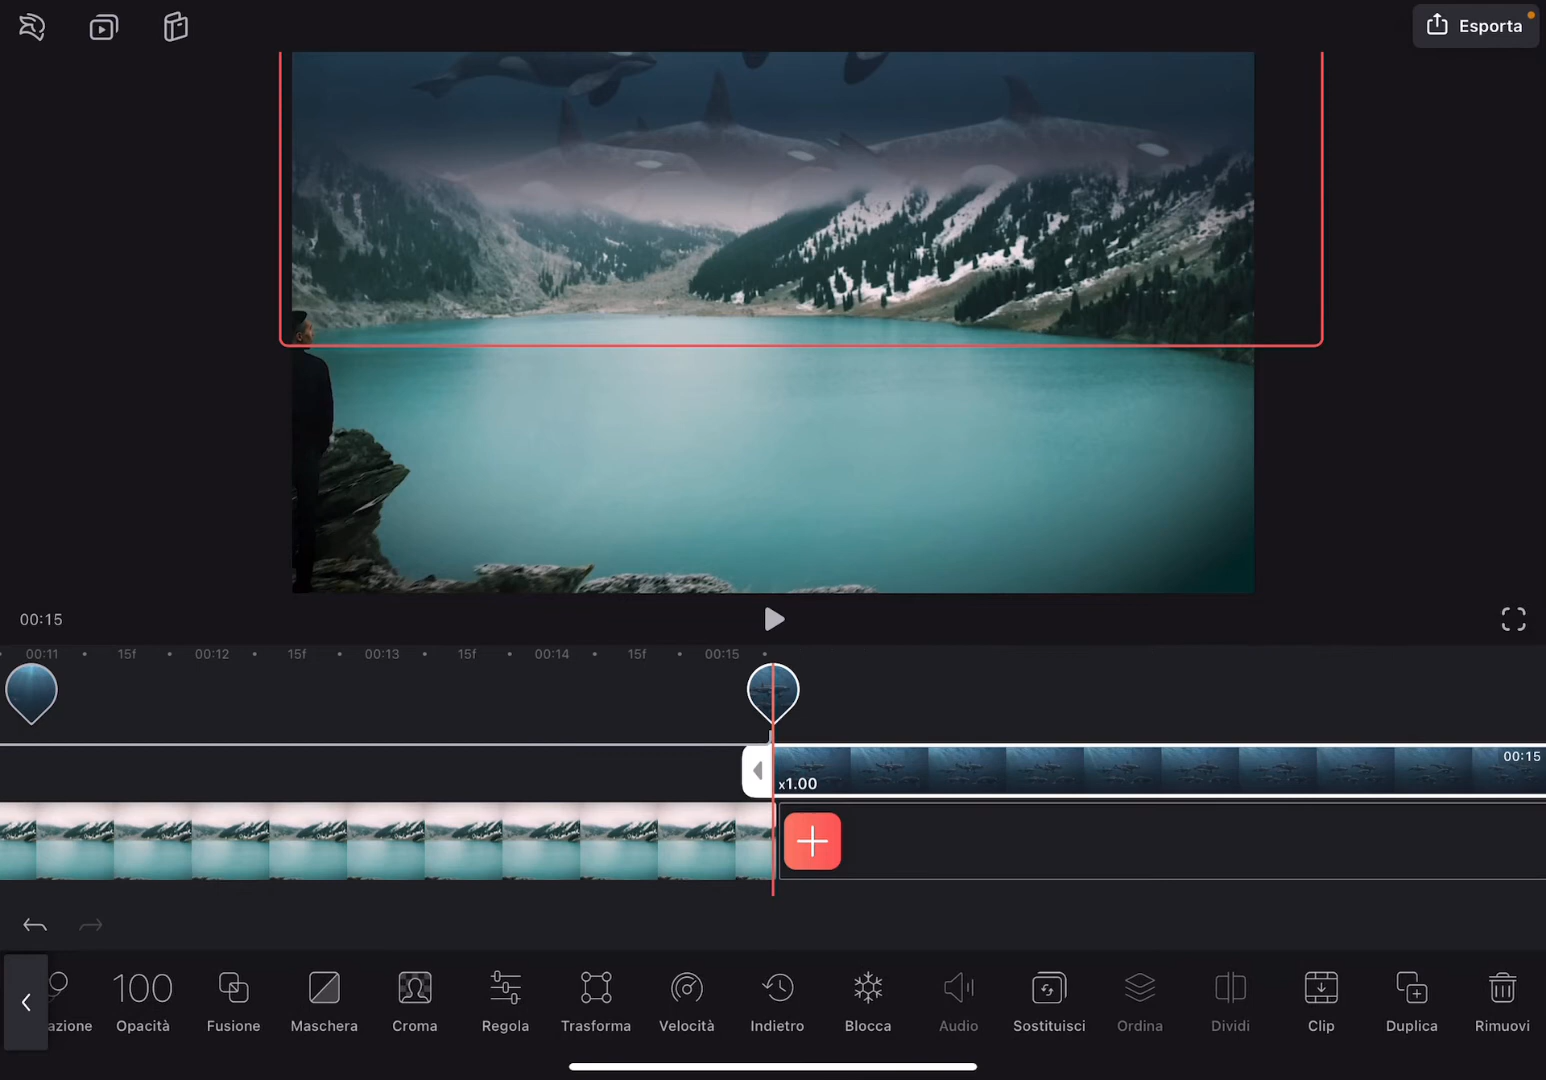 Esporta
00:15
00:11 15f 00:12 15f 00:13 15f 00:14 15f 00:15
00:15
x1.00
azione Opacità Fusione Maschera Croma Regola Trasforma Velocità Indietro Blocca Audio Sostituisci Ordina Dividi Clip Duplica Rimuovi
100